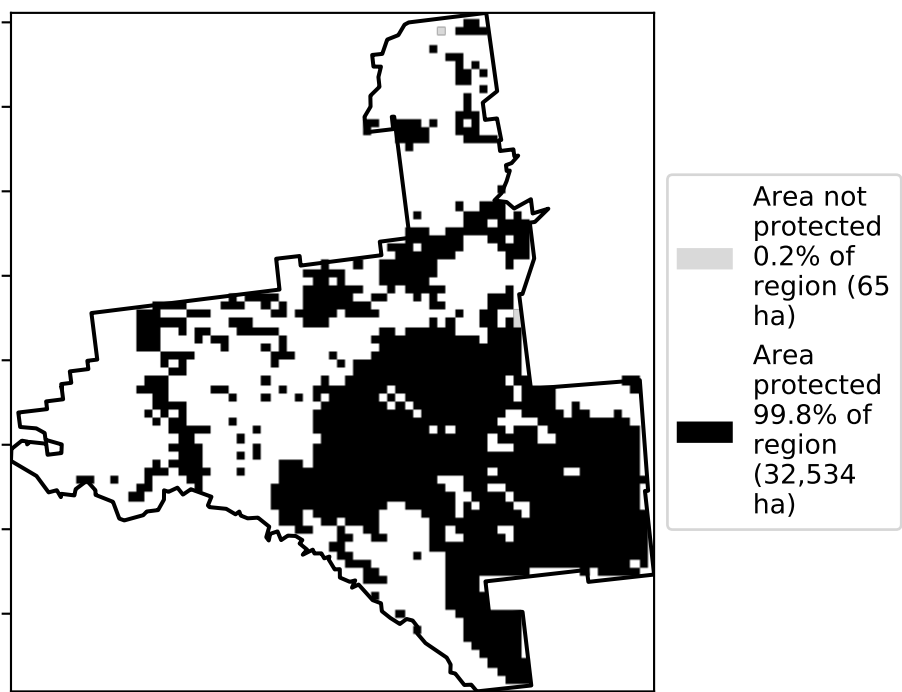 Area not
protected
0.2% of
region (65
ha)
Area
protected
99.8% of
region
(32,534
ha)